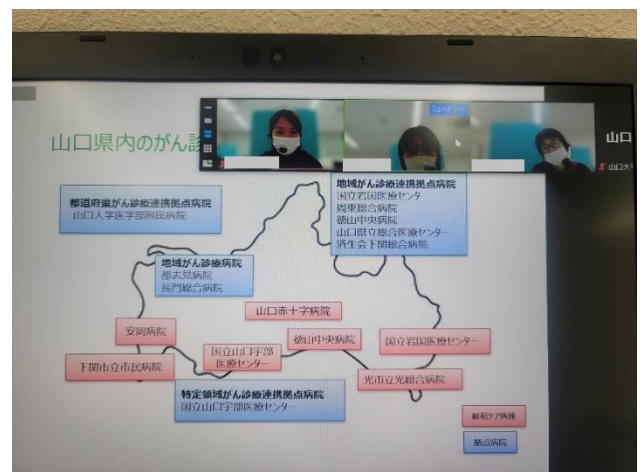 山口県内のがん診
ミュート
山口
山口大
都道府県がん診療連携拠点病院
山口大学医学部附属病院
地域がん診療連携拠点病院
国立岩国医療センター
周東総合病院
徳山中央病院
山口県立総合医療センター
済生会下関総合病院
地域がん診療病院
都志見病院
長門総合病院
山口赤十字病院
安岡病院
国立山口宇部
医療センター
徳山中央病院
国立岩国医療センター
下関市立市民病院
光市立光総合病院
特定領域がん診療連携拠点病院
国立山口宇部医療センター
緩和ケア病棟
拠点病院